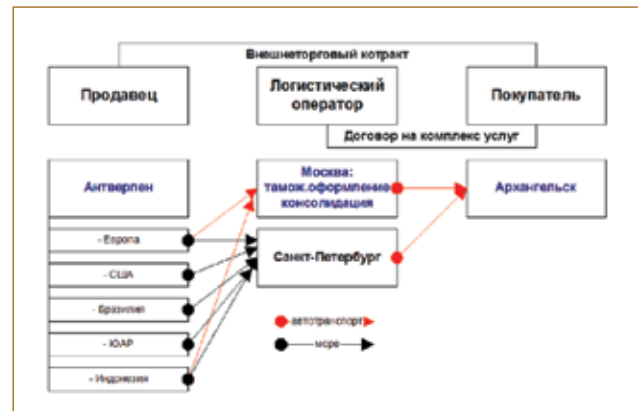 Внешнеторговый котракт
Продавец
Логистический
оператор
Покупатель
Договор на комплекс услуг
Антверпен
Москва:
тамож.оформление
консолидация
Архангельск
- Европа
- США
- Бразилия
- ЮАР
- Индонезия
Санкт-Петербург
автотранспорт
море